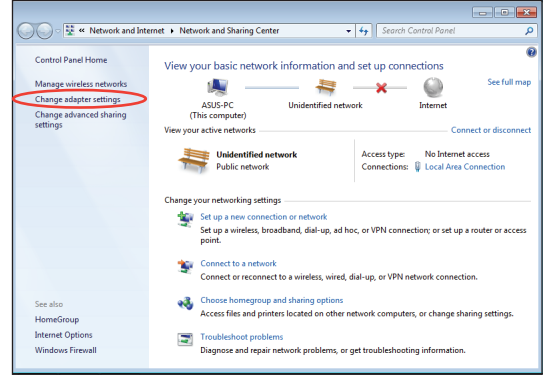 « Network and Internet ▸ Network and Sharing Center
Search Control Panel
Control Panel Home
Manage wireless networks
Change adapter settings
Change advanced sharing
settings
See also
HomeGroup
Internet Options
Windows Firewall
View your basic network information and set up connections
See full map
ASUS-PC
(This computer)
Unidentified network
Internet
View your active networks
Connect or disconnect
Unidentified network
Public network
Access type: No Internet access
Connections: Local Area Connection
Change your networking settings
Set up a new connection or network
Set up a wireless, broadband, dial-up, ad hoc, or VPN connection; or set up a router or access
point.
Connect to a network
Connect or reconnect to a wireless, wired, dial-up, or VPN network connection.
Choose homegroup and sharing options
Access files and printers located on other network computers, or change sharing settings.
Troubleshoot problems
Diagnose and repair network problems, or get troubleshooting information.